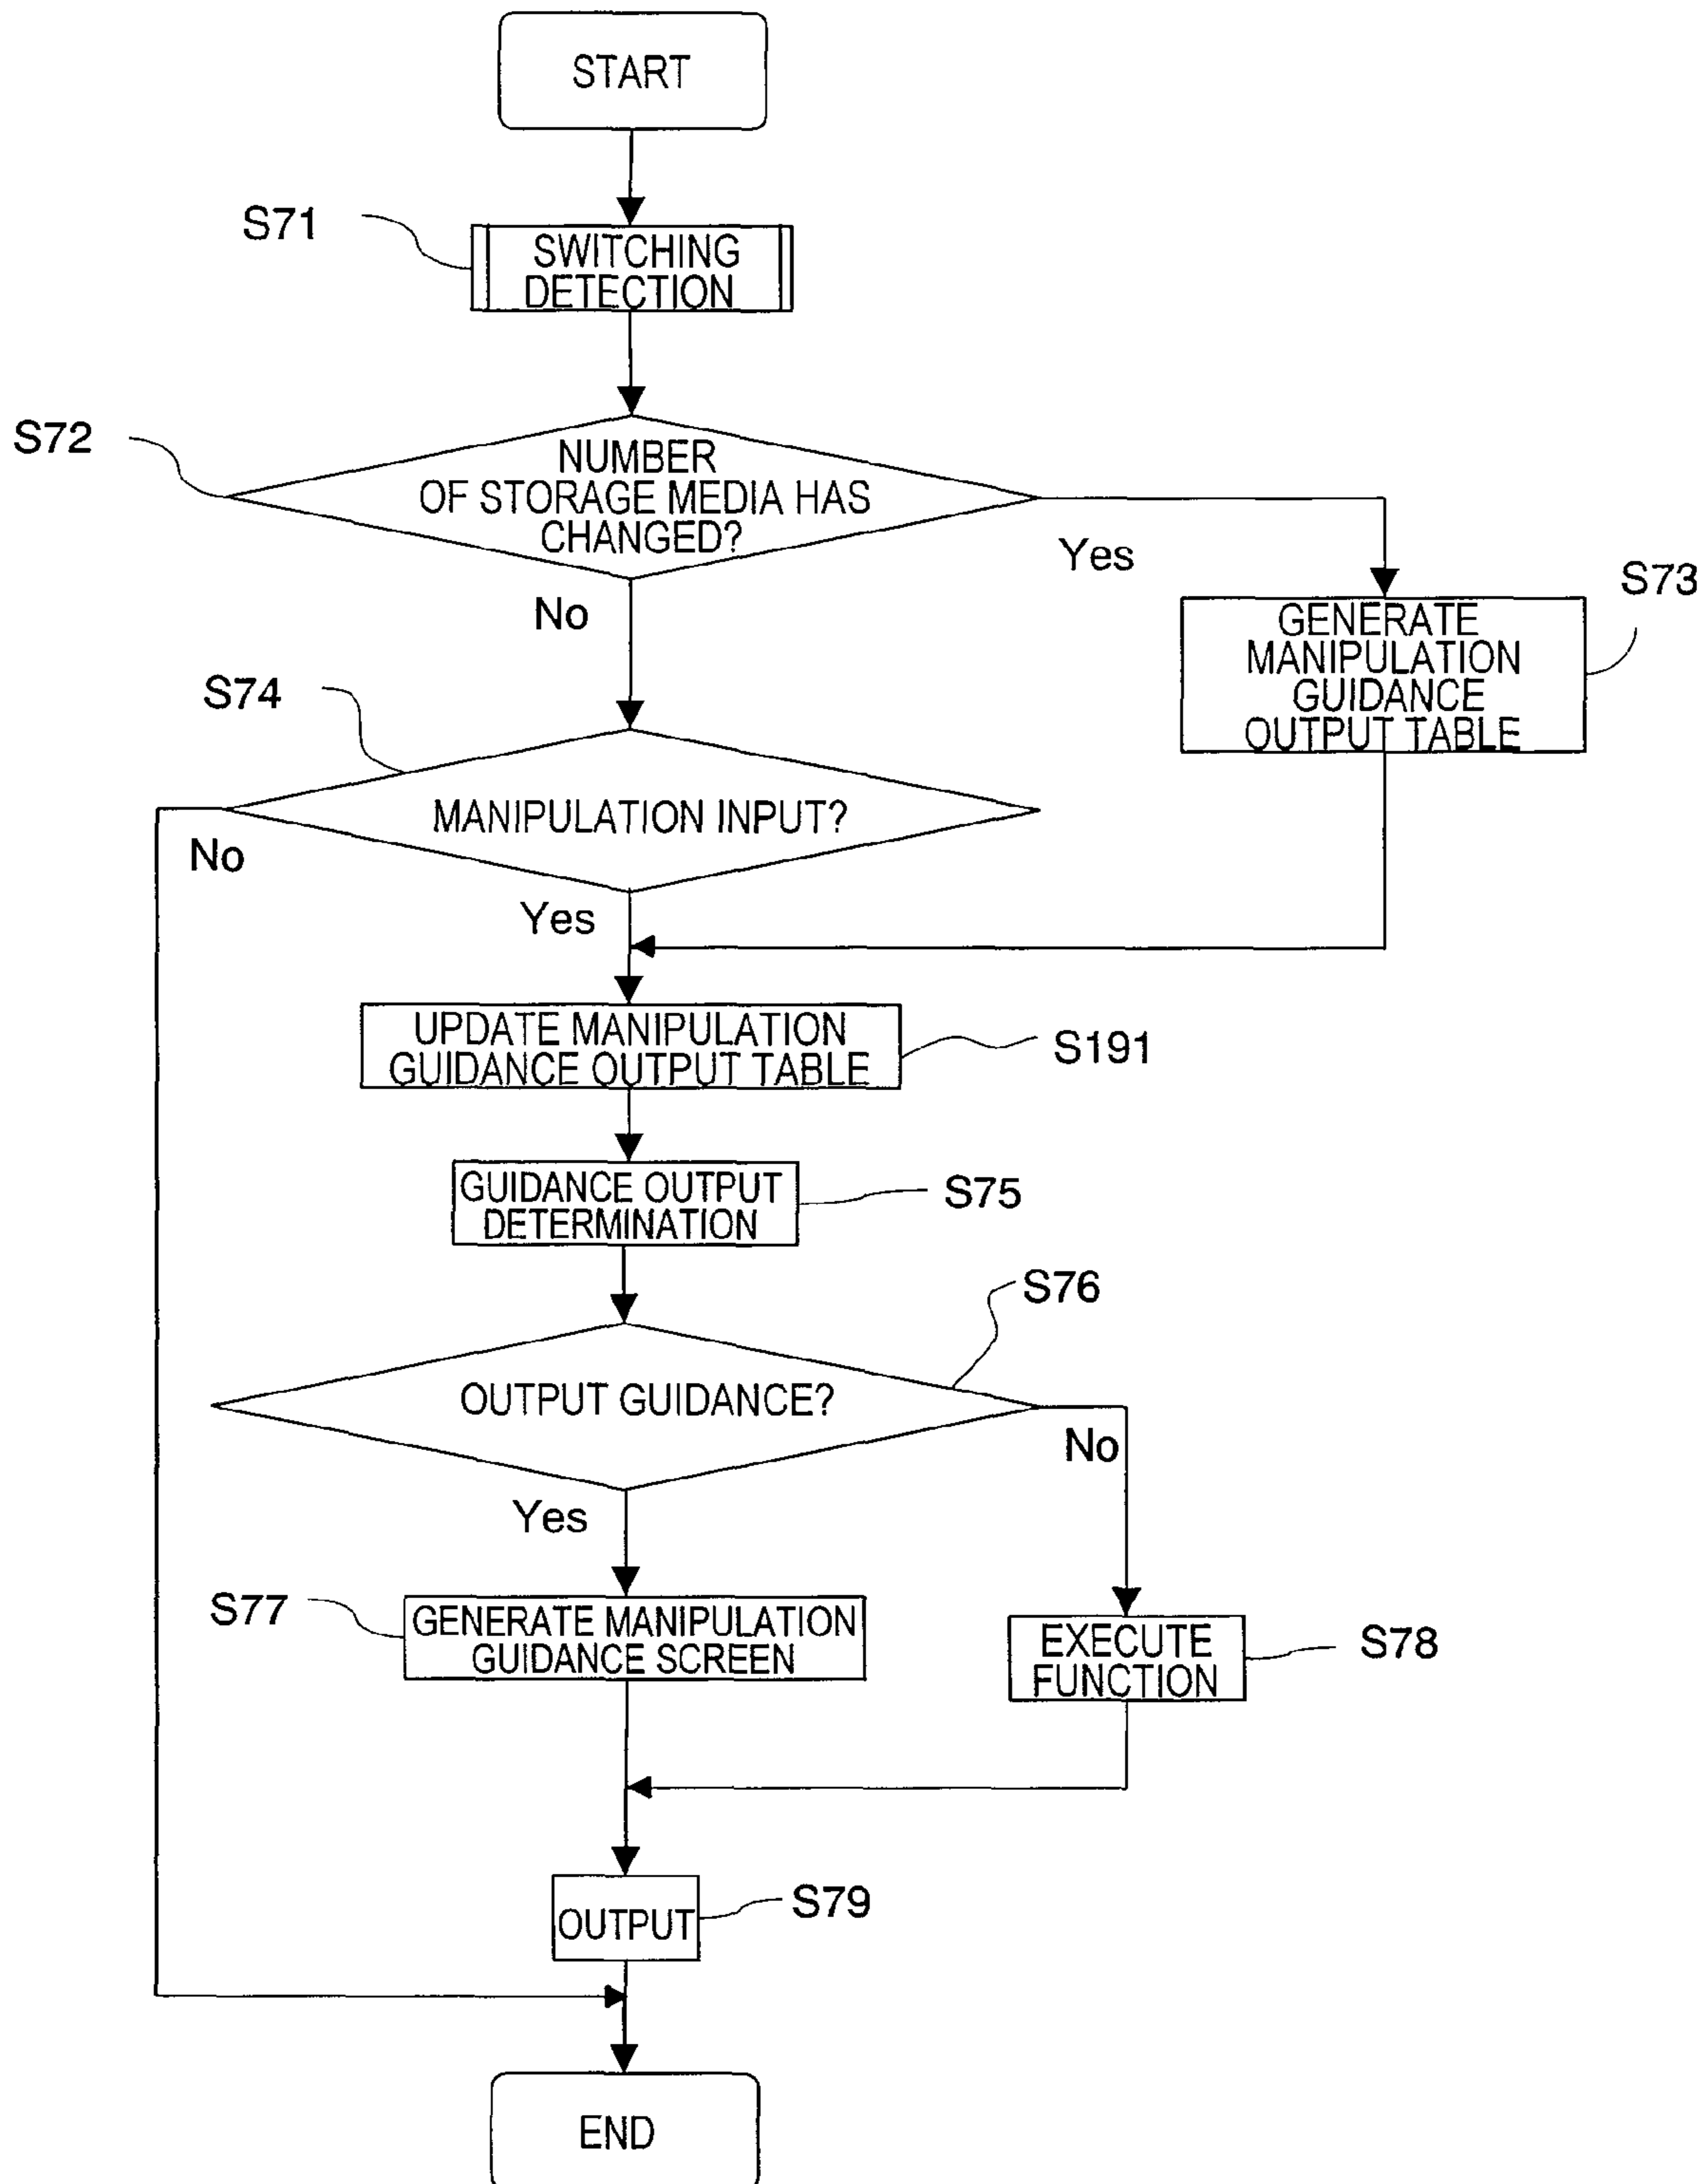 START
S71
SWITCHING
DETECTION
S72
NUMBER
OF STORAGE MEDIA HAS
CHANGED?
Yes
No
S73
GENERATE
MANIPULATION
GUIDANCE
OUTPUT TABLE
S74
MANIPULATION INPUT?
No
Yes
UPDATE MANIPULATION
GUIDANCE OUTPUT TABLE
S191
GUIDANCE OUTPUT
DETERMINATION
S75
S76
OUTPUT GUIDANCE?
No
Yes
S77
GENERATE MANIPULATION
GUIDANCE SCREEN
EXECUTE
FUNCTION
S78
OUTPUT
S79
END